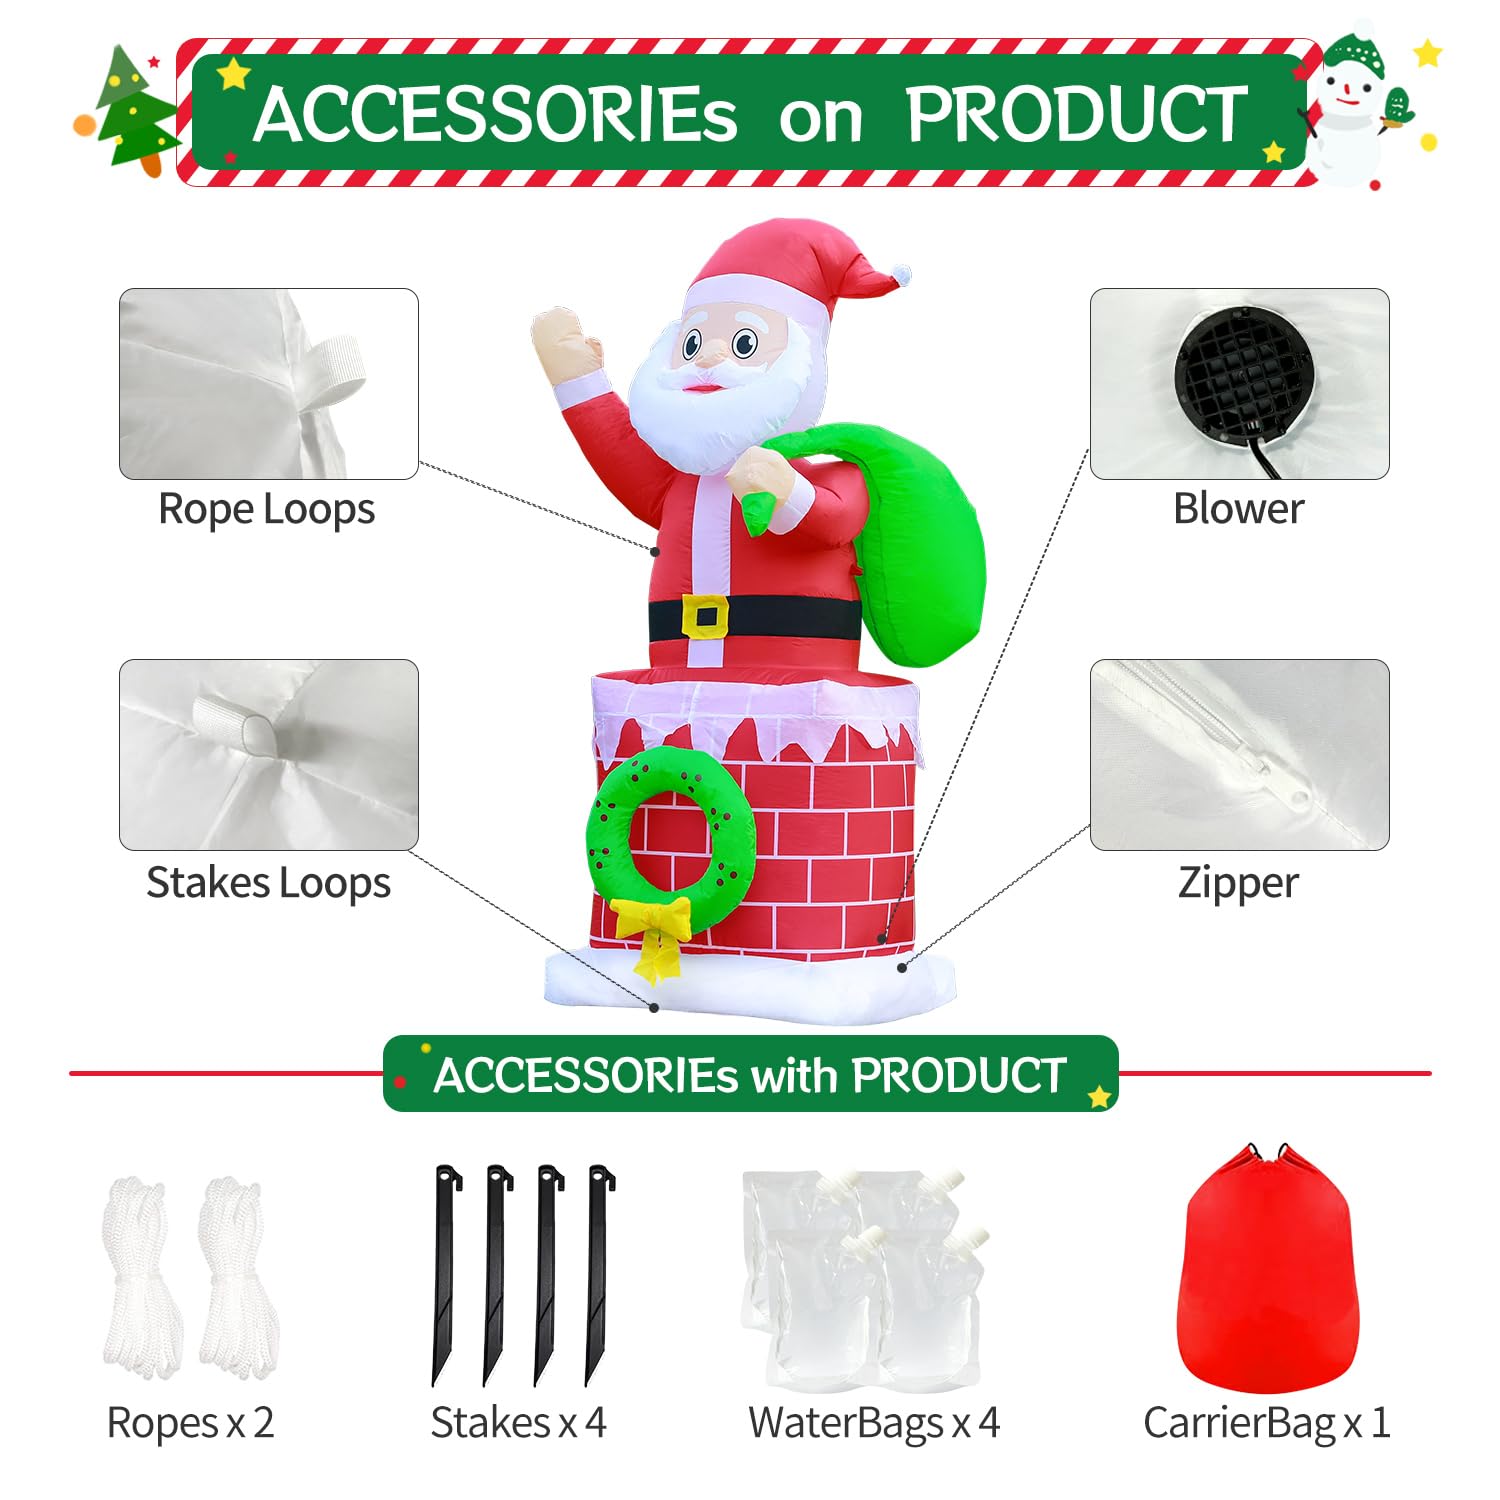 ACCESSORIEs on PRODUCT
Rope Loops
Blower
Stakes Loops
Zipper
ACCESSORIEs with PRODUCT
Ropes x 2
Stakes x 4
WaterBags x 4
CarrierBag x 1